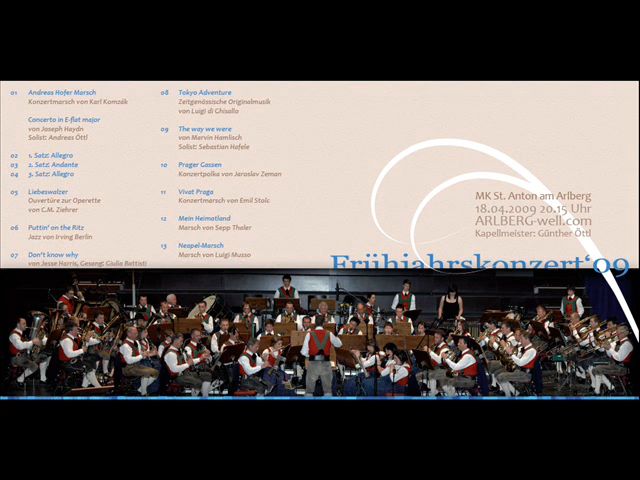 01 Andreas Hofer Marsch
Konzertmarsch von Karl Komzák
Concerto in E-flat major
von Joseph Haydn
Solist: Andreas Öttl
02 1. Satz: Allegro
03 2. Satz: Andante
04 3. Satz: Allegro
05 Liebeswalzer
Ouvertüre zur Operette
von C.M. Ziehrer
06 Puttin' on the Ritz
Jazz von Irving Berlin
07 Don't know why
von Jesse Harris, Gesang: Giulia Battisti
08 Tokyo Adventure
Zeitgenössische Originalmusik
von Luigi di Ghisallo
09 The way we were
von Marvin Hamlisch
Solist: Sebastian Hafele
10 Prager Gassen
Konzertpolka von Jaroslav Zeman
11 Vivat Praga
Konzertmarsch von Emil Stolc
12 Mein Heimatland
Marsch von Sepp Thaler
13 Neapel-Marsch
Marsch von Luigi Musso
MK St. Anton am Arlberg
18.04.2009 20.15 Uhr
ARLBERG-well.com
Kapellmeister: Günther Öttl
Frühjahrskonzert'09